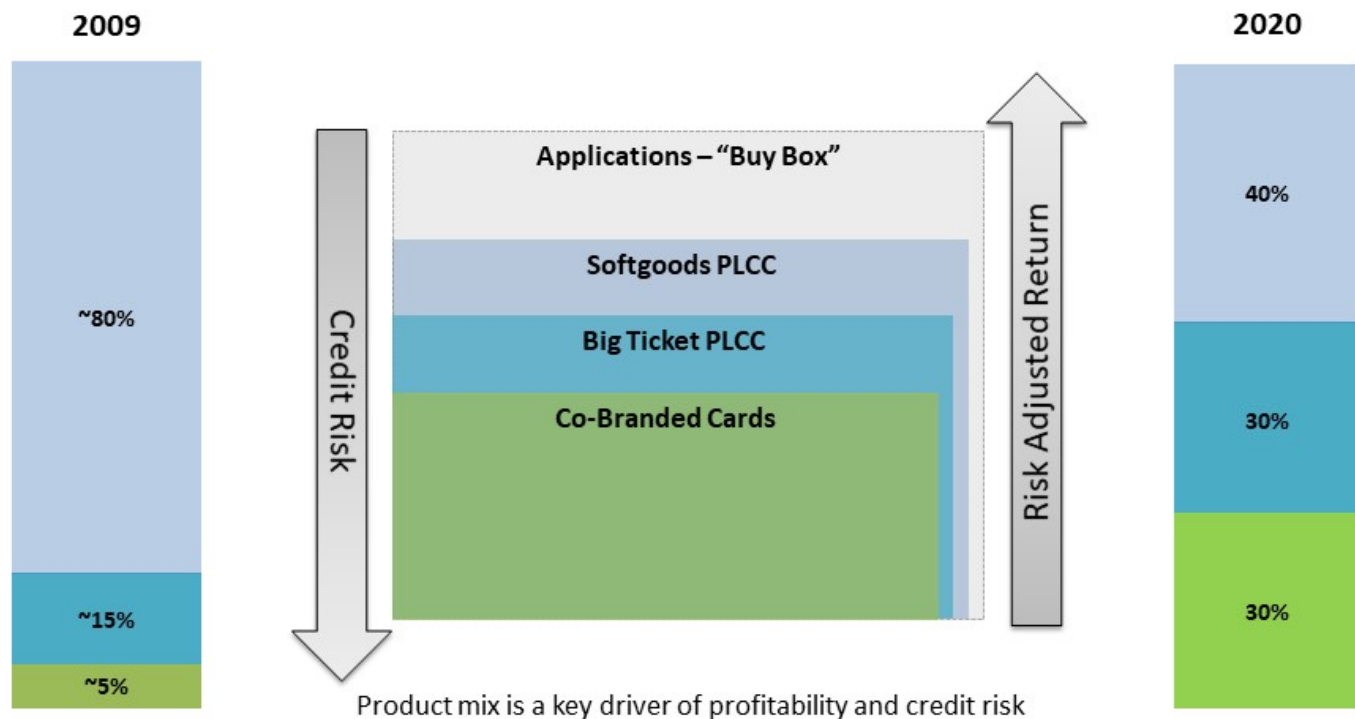 2009
~80%
~15%
~5%
Credit Risk
Applications – “Buy Box”
Softgoods PLCC
Big Ticket PLCC
Co-Branded Cards
Risk Adjusted Return
2020
40%
30%
30%
Product mix is a key driver of profitability and credit risk